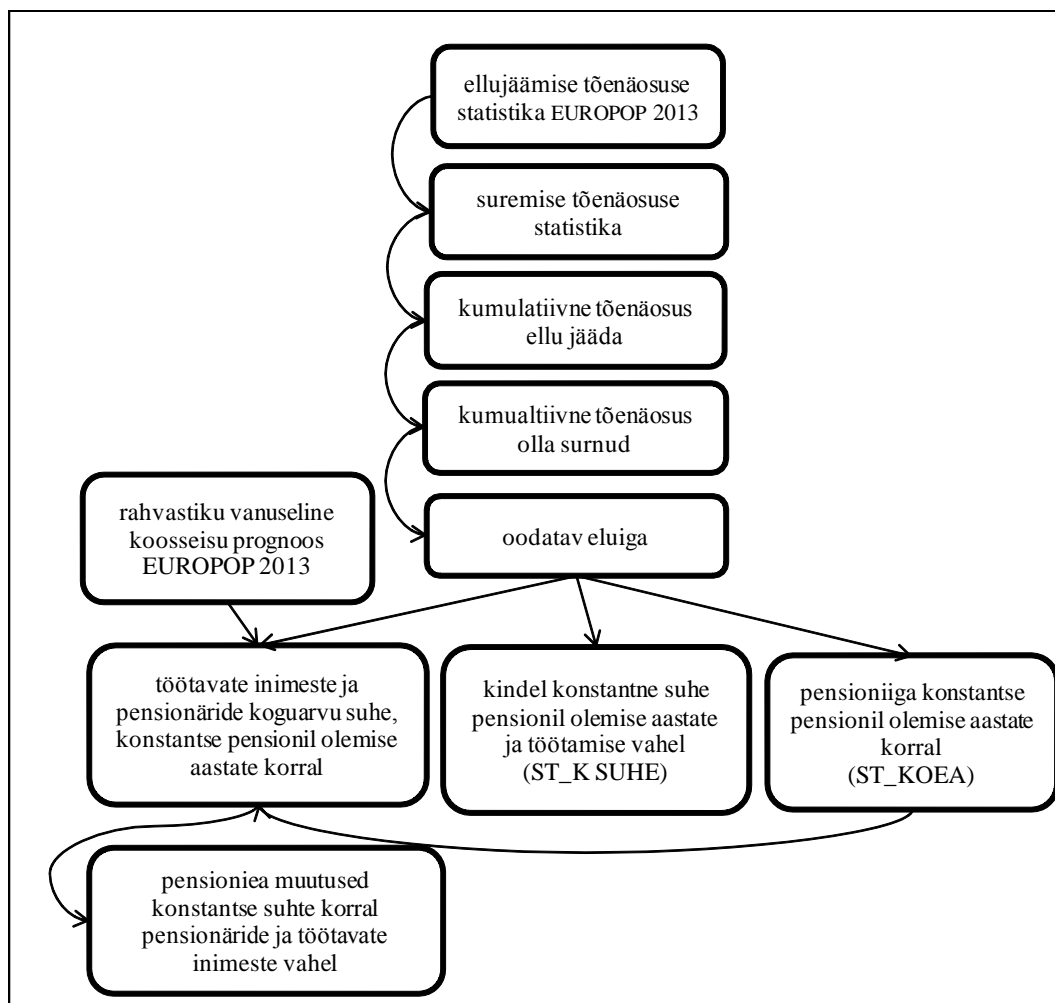 ellujäämise tõenäosuse
statistika EUROPOP 2013
suremise tõenäosuse
statistika
kumulatiivne tõenäosus
ellu jääda
kumualtiivne tõenäosus
olla surnud
oodatav eluiga
rahvastiku vanuseline
koosseisu prognoos
EUROPOP 2013
töötavate inimeste ja
pensionäride koguarvu suhe,
konstantse pensionil olemise
aastate korral
kindel konstantne suhe
pensionil olemise aastate
ja töötamise vahel
(ST_K SUHE)
pensioniiga konstantse
pensionil olemise aastate
korral
(ST_KOEA)
pensioniea muutused
konstantse suhte korral
pensionäride ja töötavate
inimeste vahel